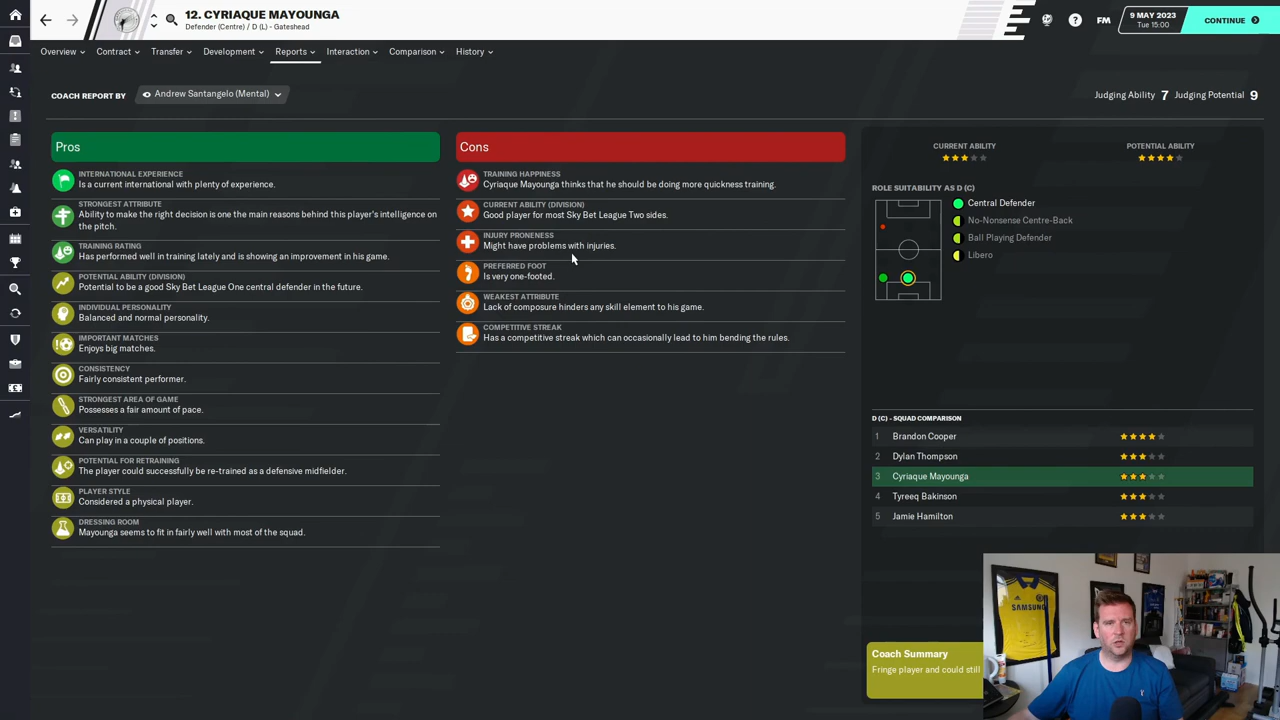 12. CYRIAQUE MAYOUNGA
Defender (Centre) / D (L) - Gateshead
FM
9 MAY 2023
Tue 15:00
CONTINUE
Overview
Contract
Transfer
Development
Reports
Interaction
Comparison
History
COACH REPORT BY
Andrew Santangelo (Mental)
Judging Ability 7 Judging Potential 9
Pros
INTERNATIONAL EXPERIENCE
Is a current international with plenty of experience.
STRONGEST ATTRIBUTE
Ability to make the right decision is one the main reasons behind this player's intelligence on
the pitch.
TRAINING RATING
Has performed well in training lately and is showing an improvement in his game.
POTENTIAL ABILITY (DIVISION)
Potential to be a good Sky Bet League One central defender in the future.
INDIVIDUAL PERSONALITY
Balanced and normal personality.
IMPORTANT MATCHES
Enjoys big matches.
CONSISTENCY
Fairly consistent performer.
STRONGEST AREA OF GAME
Possesses a fair amount of pace.
VERSATILITY
Can play in a couple of positions.
POTENTIAL FOR RETRAINING
The player could successfully be re-trained as a defensive midfielder.
PLAYER STYLE
Considered a physical player.
DRESSING ROOM
Mayounga seems to fit in fairly well with most of the squad.
Cons
TRAINING HAPPINESS
Cyriaque Mayounga thinks that he should be doing more quickness training.
CURRENT ABILITY (DIVISION)
Good player for most Sky Bet League Two sides.
INJURY PRONENESS
Might have problems with injuries.
PREFERRED FOOT
Is very one-footed.
WEAKEST ATTRIBUTE
Lack of composure hinders any skill element to his game.
COMPETITIVE STREAK
Has a competitive streak which can occasionally lead to him bending the rules.
CURRENT ABILITY
POTENTIAL ABILITY
ROLE SUITABILITY AS D (C)
Central Defender
No-Nonsense Centre-Back
Ball Playing Defender
Libero
D (C) - SQUAD COMPARISON
1 Brandon Cooper
2 Dylan Thompson
3 Cyriaque Mayounga
4 Tyreeq Bakinson
5 Jamie Hamilton
Coach Summary
Fringe player and could still
SAMSUNG